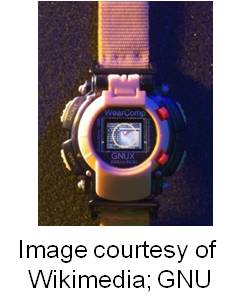 WearComp
GNUX
Image courtesy of
Wikimedia; GNU